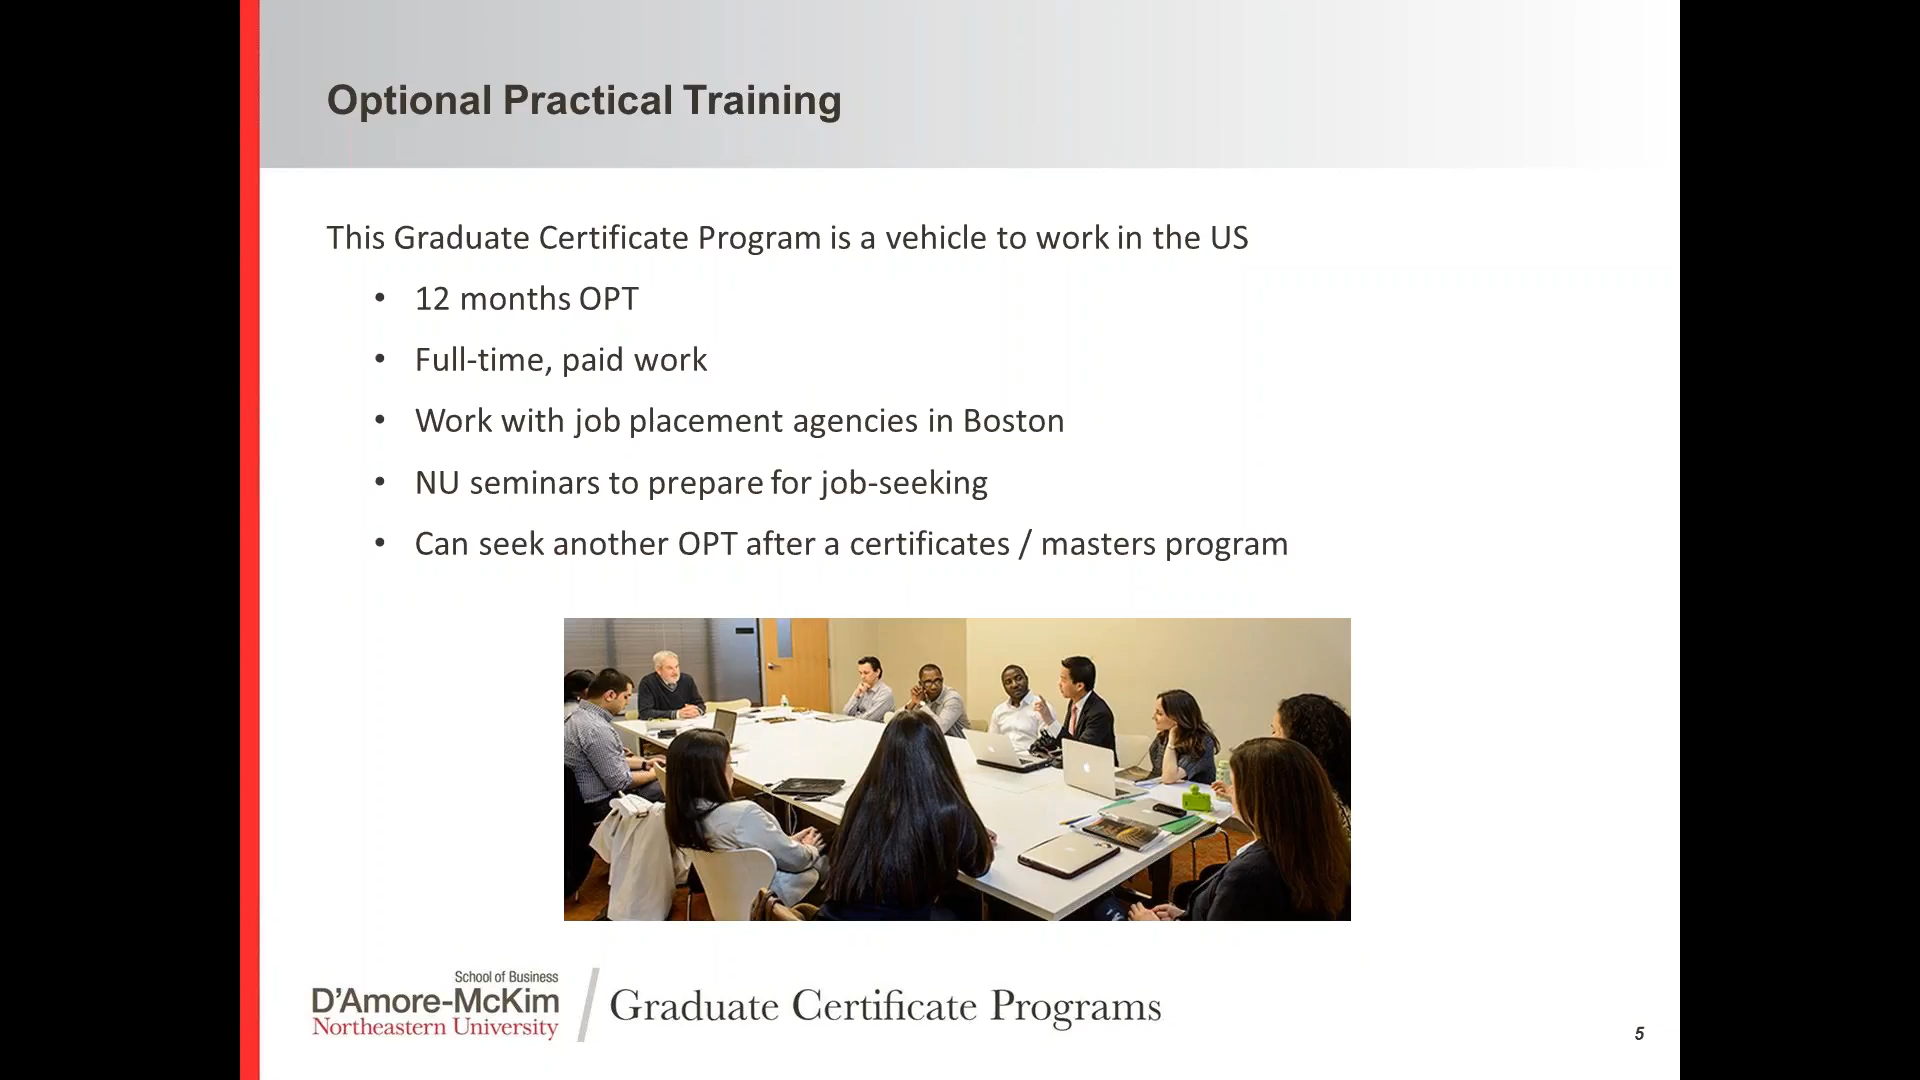 Optional Practical Training
This Graduate Certificate Program is a vehicle to work in the US
• 12 months OPT
• Full-time, paid work
• Work with job placement agencies in Boston
• NU seminars to prepare for job-seeking
• Can seek another OPT after a certificates / masters program
School of Business
D'Amore-McKim
Northeastern University
Graduate Certificate Programs
5